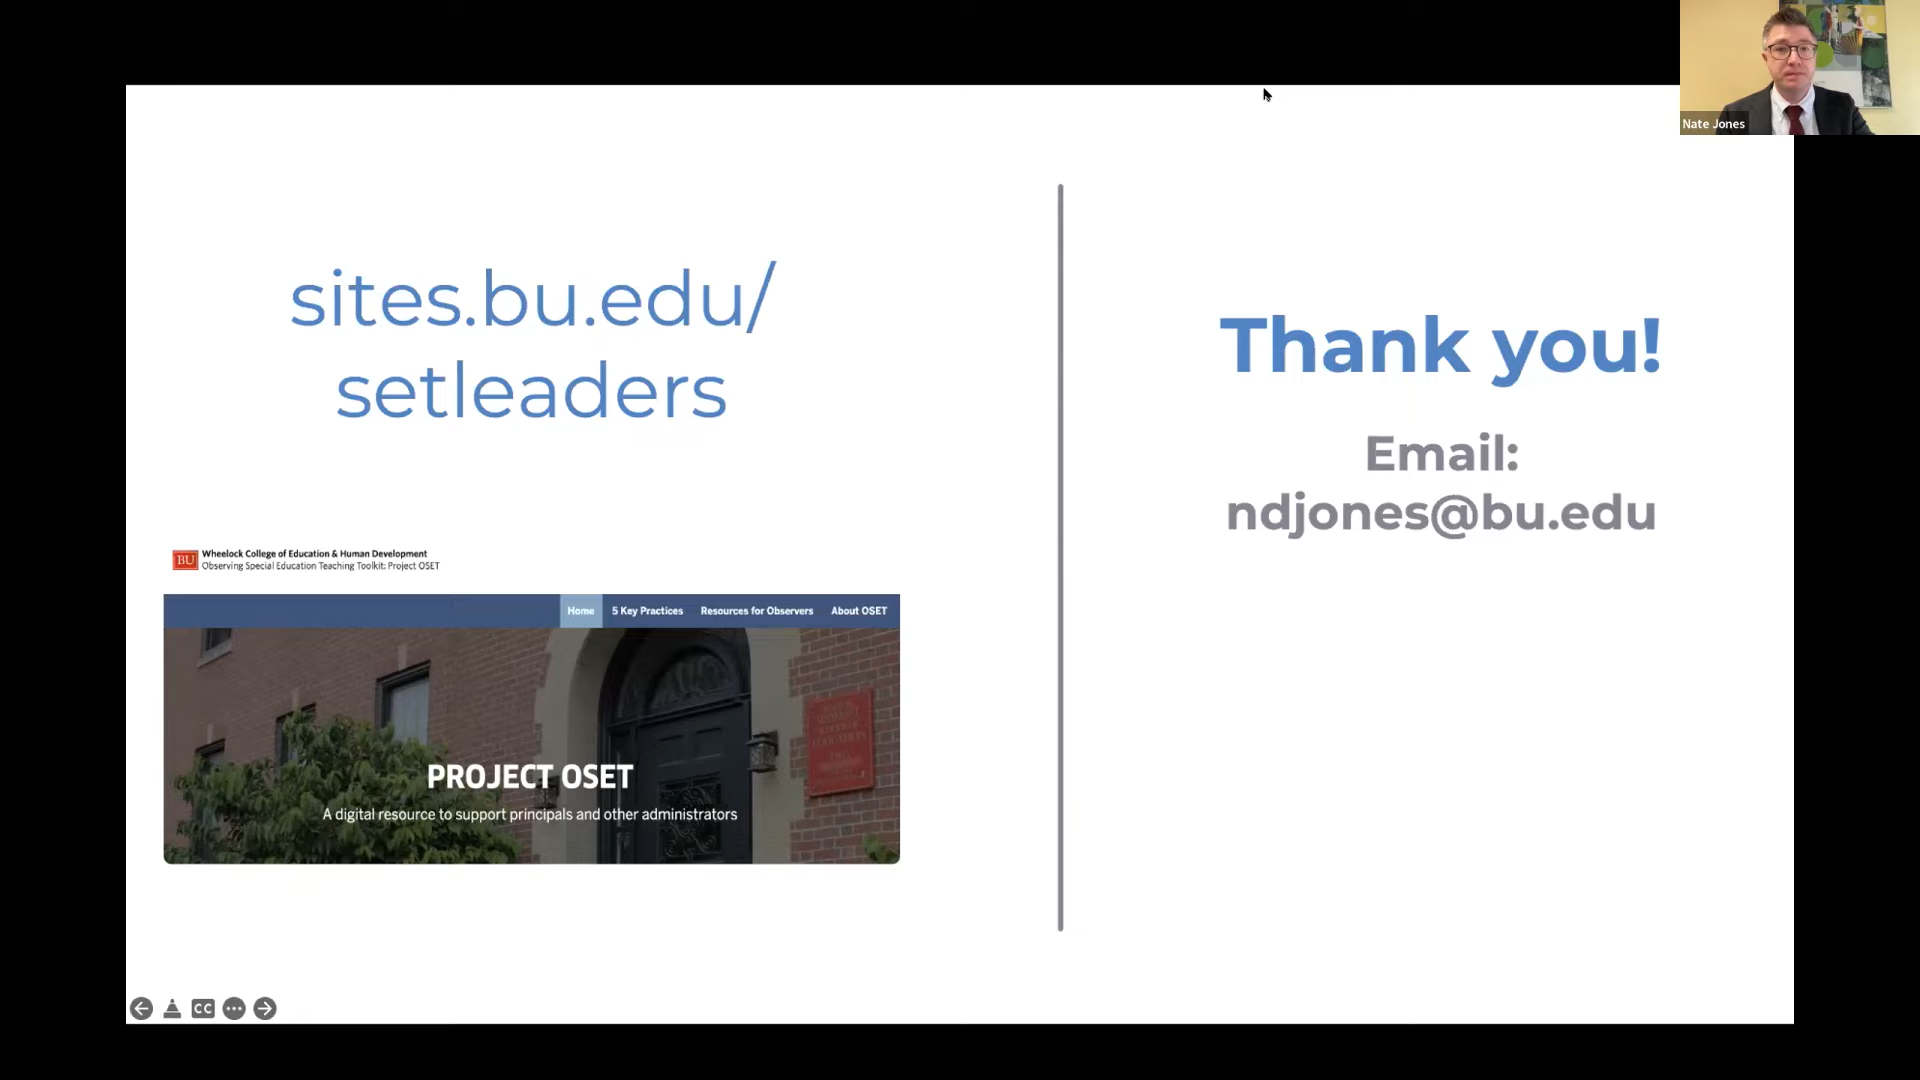 Nate Jones
sites.bu.edu/
setleaders
Thank you!
Email:
ndjones@bu.edu
BU
Wheelock College of Education & Human Development
Observing Special Education Teaching Toolkit: Project OSET
Home
5 Key Practices
Resources for Observers
About OSET
PROJECT OSET
A digital resource to support principals and other administrators
CC